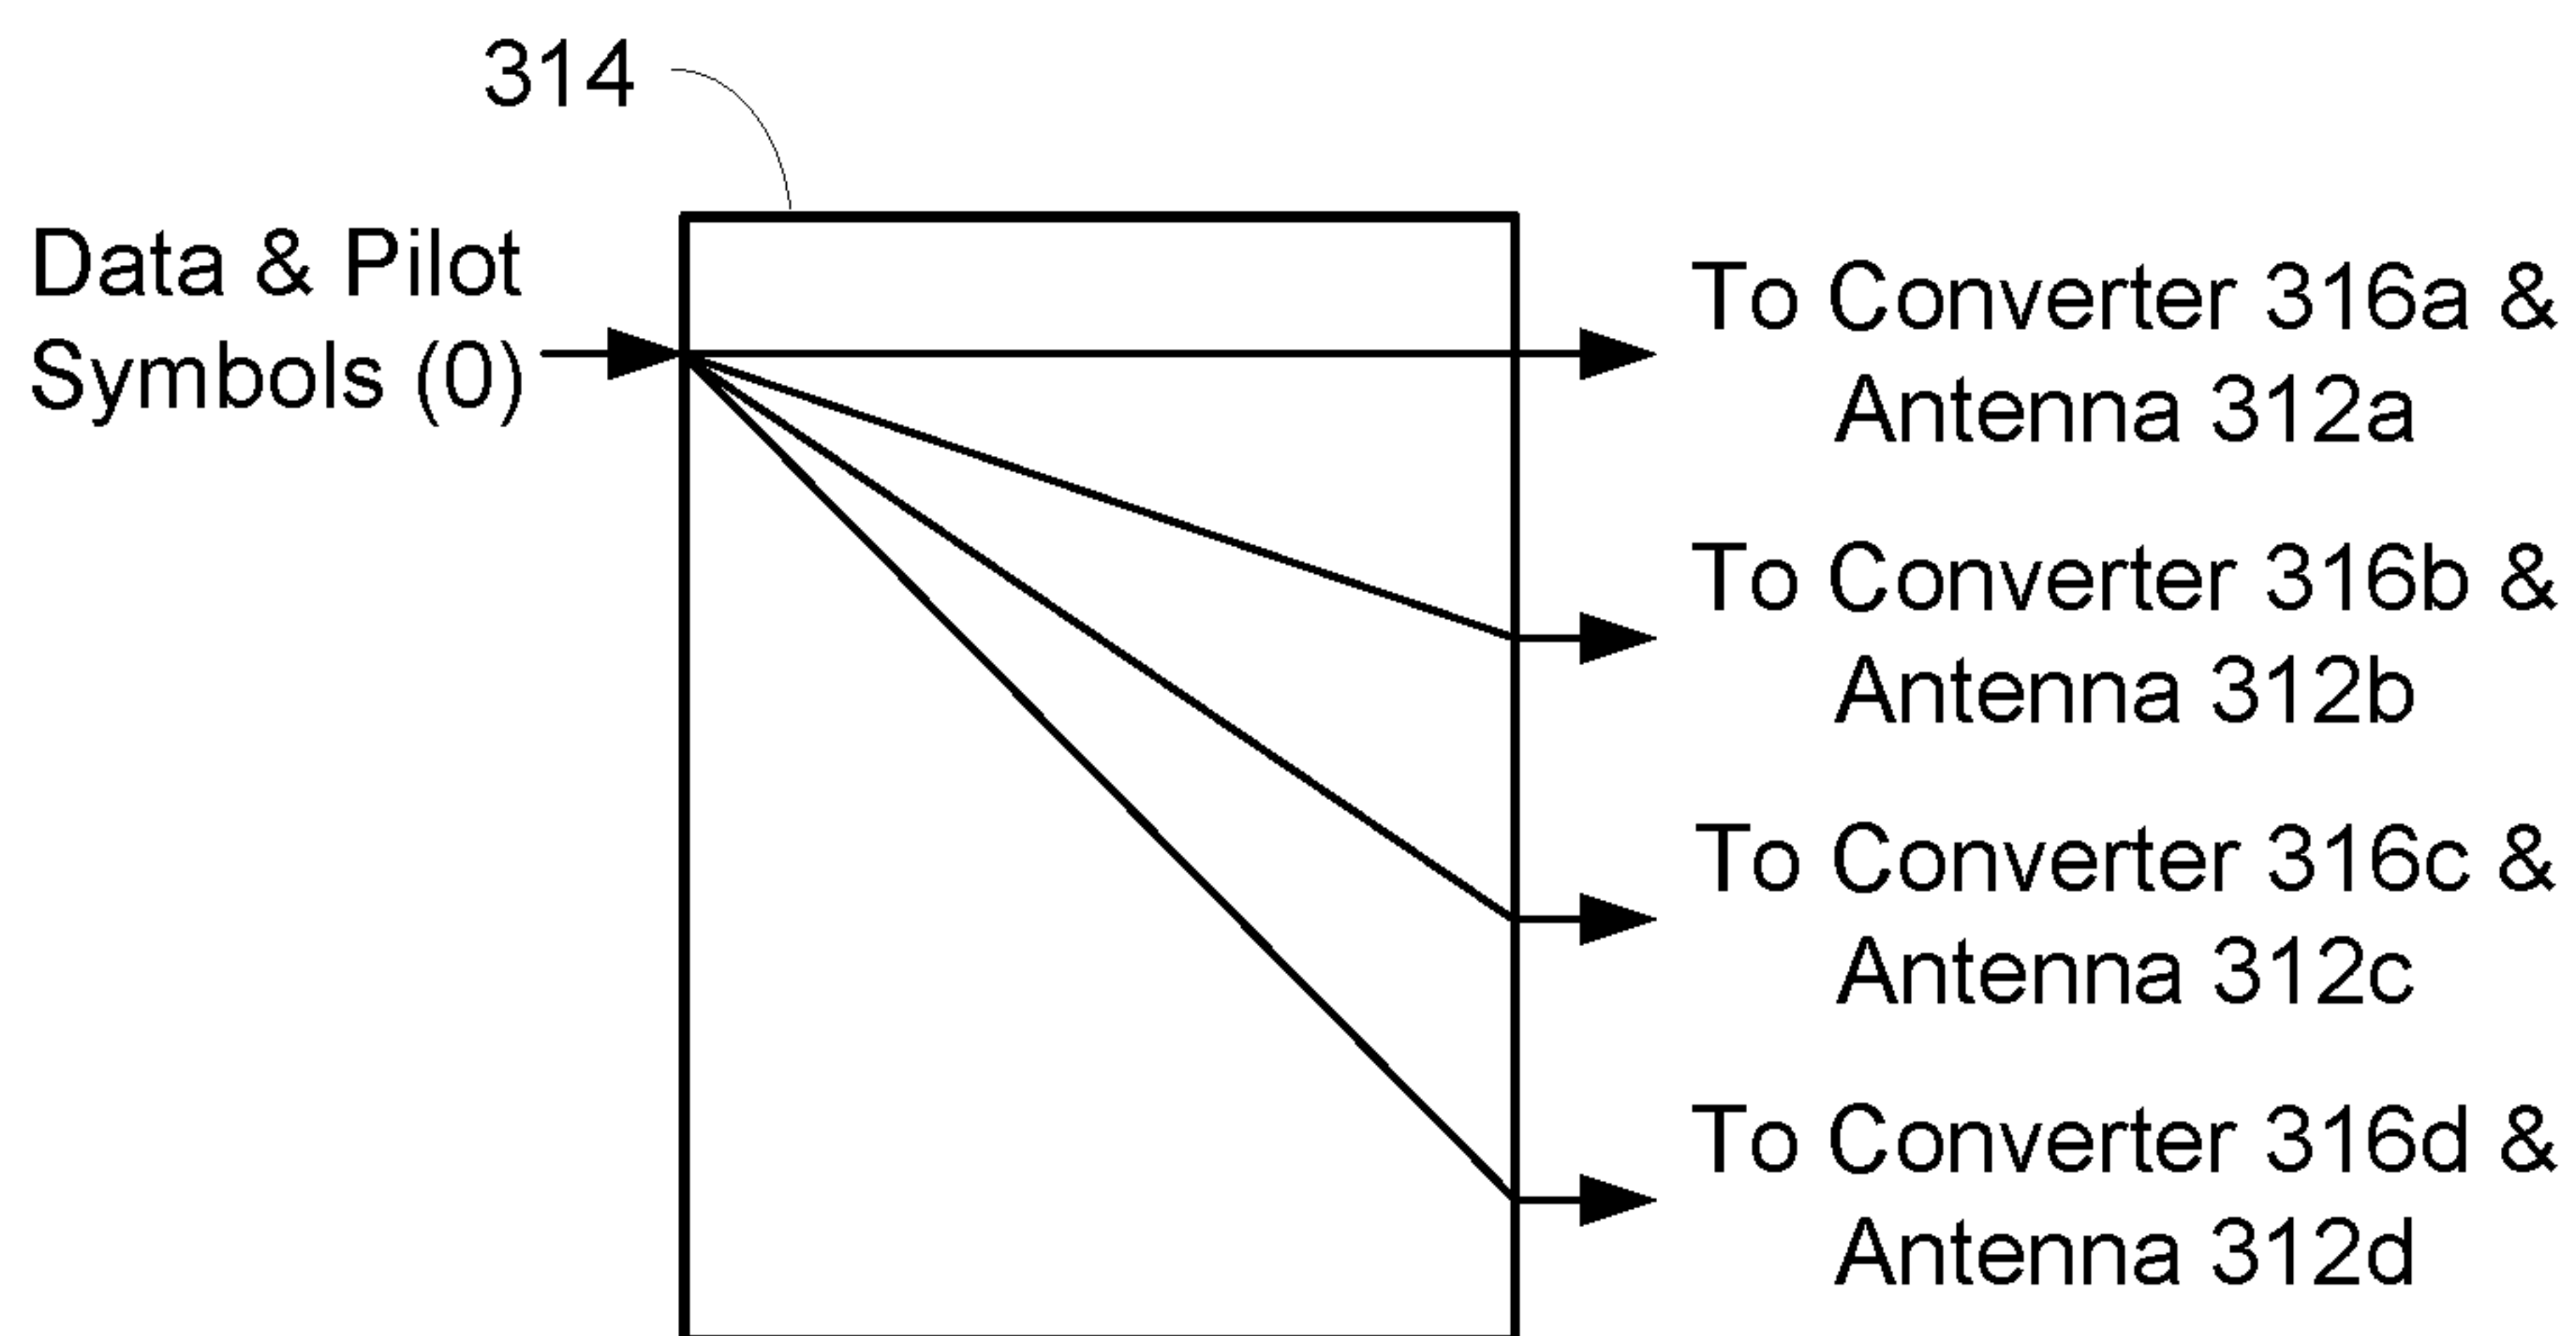 314
Data & Pilot
Symbols (0)
To Converter 316a &
Antenna 312a
To Converter 316b &
Antenna 312b
To Converter 316c &
Antenna 312c
To Converter 316d &
Antenna 312d